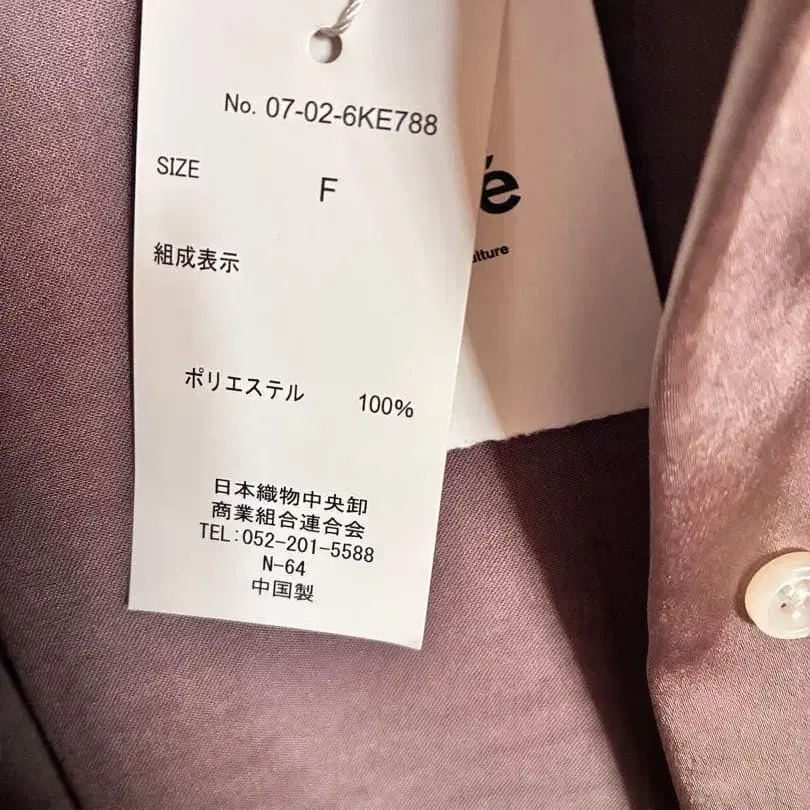 No. 07-02-6KE788
SIZE F
組成表示
ポリエステル 100%
日本織物中央卸
商業組合連合会
TEL:052-201-5588
N-64
中国製
é
lture